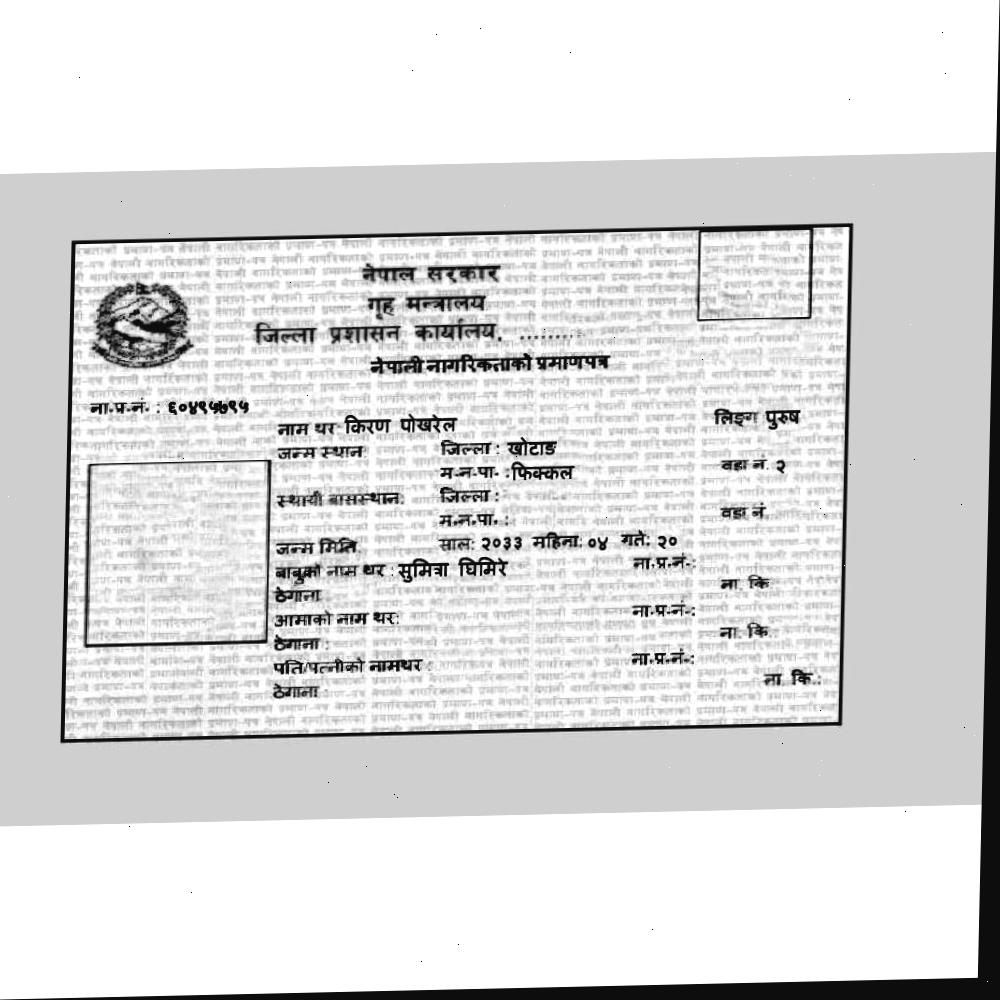 नेपाल सरकार
गृह मन्त्रालय
जिल्ला प्रशासन कार्यालय, .........
नेपाली नागरिकताको प्रमाणपत्र
ना.प्र.नं. : ६०४९५७९५
नाम थर: किरण पोखरेल लिङ्ग पुरुष
जन्म स्थान: जिल्ला : खोटाङ
म.न.पा. : फिक्कल वडा नं. २
स्थायी बासस्थान: जिल्ला :
म.न.पा. : वडा नं.
जन्म मिति साल: २०३३ महिना: ०४ गते: २०
बाबुको नाम थर : सुमित्रा घिमिरे ना.प्र.नं.:
ठेगाना ना. कि.
आमाको नाम थर: ना.प्र.नं.:
ठेगाना : ना. कि.:
पति/पत्नीको नामथर : ना.प्र.नं.:
ठेगाना : ना. कि.: